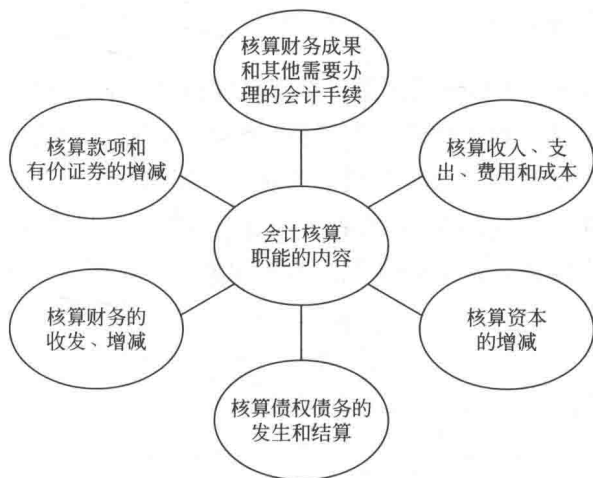 核算财务成果
和其他需要办
理的会计手续
核算款项和
有价证券的增减
核算收入、支
出、费用和成本
会计核算
职能的内容
核算财务的
收发、增减
核算资本
的增减
核算债权债务的
发生和结算